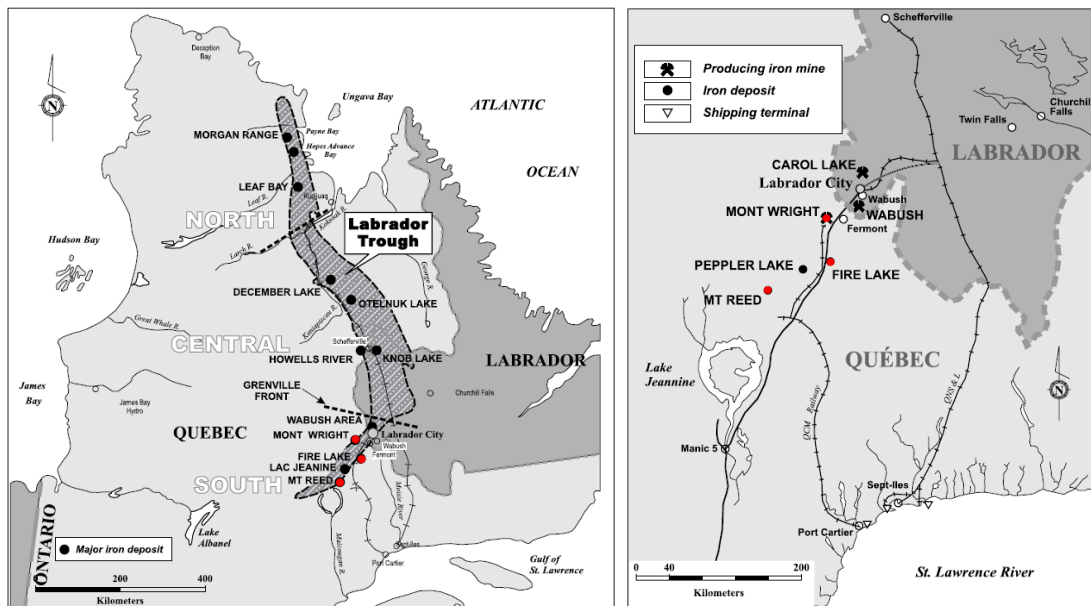 Deception
Bay
Ungava Bay
ATLANTIC
OCEAN
N
MORGAN RANGE
Payne Bay
Hopes Advance
Bay
LEAF BAY
Leaf R.
Kuujjuaq
NORTH
Koksoak R.
Larch R.
Labrador
Trough
Hudson Bay
George R.
DECEMBER LAKE
OTELNUK LAKE
Kaniapiscau R.
Great Whale R.
CENTRAL
Schefferville
HOWELLS RIVER
KNOB LAKE
LABRADOR
GRENVILLE
FRONT
James
Bay
James Bay
Hydro
Churchill Falls
WABUSH AREA
QUEBEC
MONT WRIGHT
Labrador City
Wabush
Fermont
FIRE LAKE
LAC JEANINE
SOUTH
MT REED
Moisie River
Lake
Albanel
ONTARIO
Manicougan R.
Sept-Iles
Port Cartier
Gulf of
St. Lawrence
Major iron deposit
0
200
400
Kilometers
Schefferville
N
Producing iron mine
Iron deposit
Shipping terminal
Churchill
Falls
Twin Falls
LABRADOR
CAROL LAKE
Labrador City
Wabush
WABUSH
MONT WRIGHT
Fermont
PEPPLER LAKE
FIRE LAKE
MT REED
QUÉBEC
Lake
Jeannine
QCM Railway
QNS & L
N
Manic 5
Sept-Iles
Port Cartier
St. Lawrence River
0
40
100
200
Kilometers